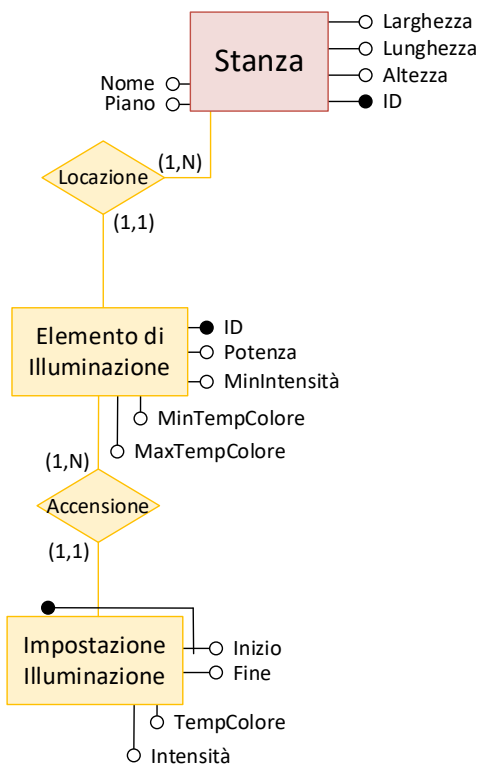 Larghezza
Stanza
Lunghezza
Altezza
Nome
Piano
ID
(1,N)
Locazione
(1,1)
Elemento di
Illuminazione
ID
Potenza
MinIntensità
MinTempColore
MaxTempColore
(1,N)
Accensione
(1,1)
Impostazione
Illuminazione
Inizio
Fine
TempColore
Intensità